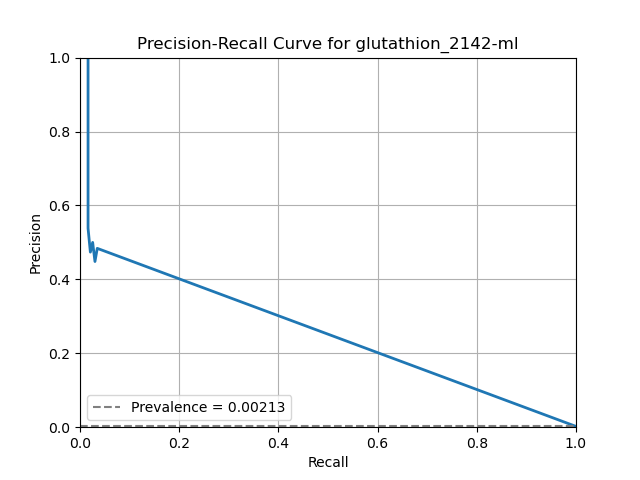 Precision-Recall Curve for glutathion_2142-ml
1.0
0.8
0.6
0.4
0.2
0.0
Precision
Prevalence = 0.00213
0.0 0.2 0.4 0.6 0.8 1.0
Recall